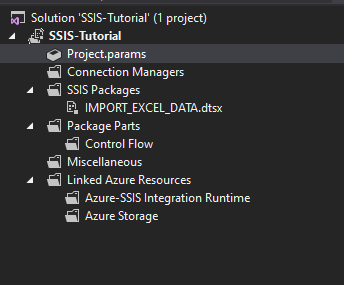 Solution 'SSIS-Tutorial' (1 project)
SSIS-Tutorial
Project.params
Connection Managers
SSIS Packages
IMPORT_EXCEL_DATA.dtsx
Package Parts
Control Flow
Miscellaneous
Linked Azure Resources
Azure-SSIS Integration Runtime
Azure Storage